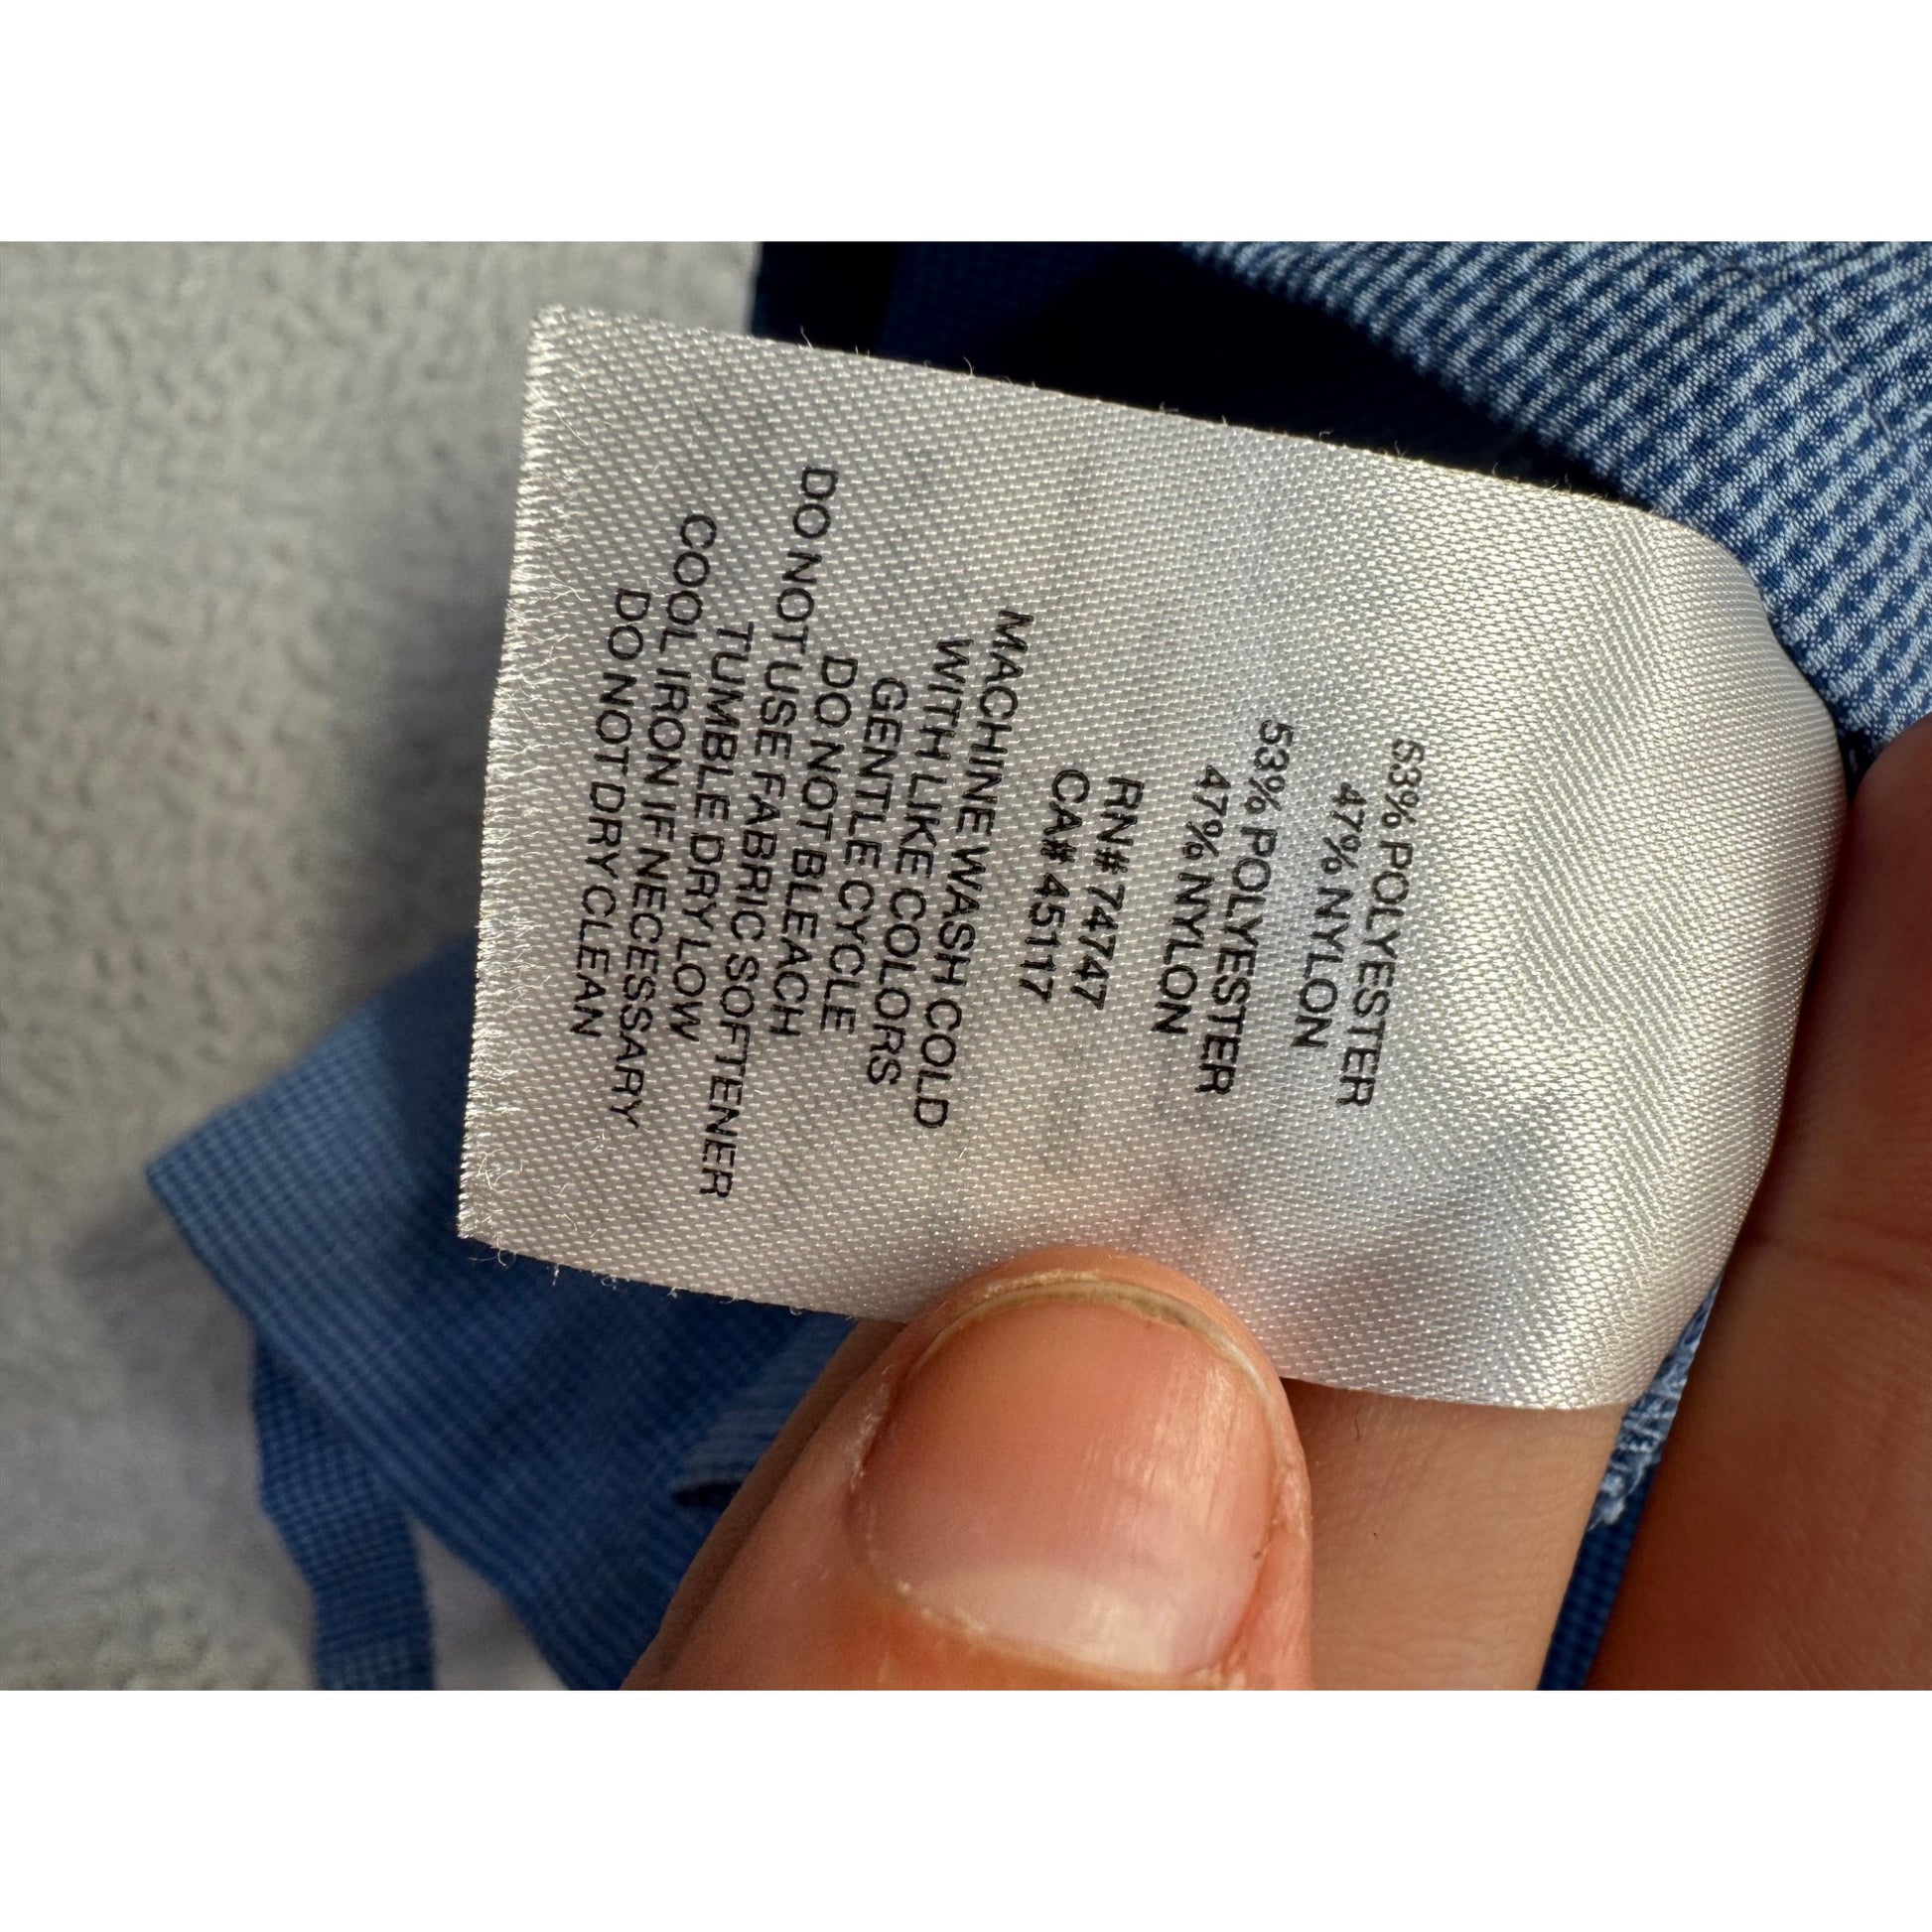 53% POLYESTER
47% NYLON
53% POLYESTER
47% NYLON
RN# 74747
CA# 45117
MACHINE WASH COLD
WITH LIKE COLORS
GENTLE CYCLE
DO NOT BLEACH
DO NOT USE FABRIC SOFTENER
TUMBLE DRY LOW
COOL IRON IF NECESSARY
DO NOT DRY CLEAN